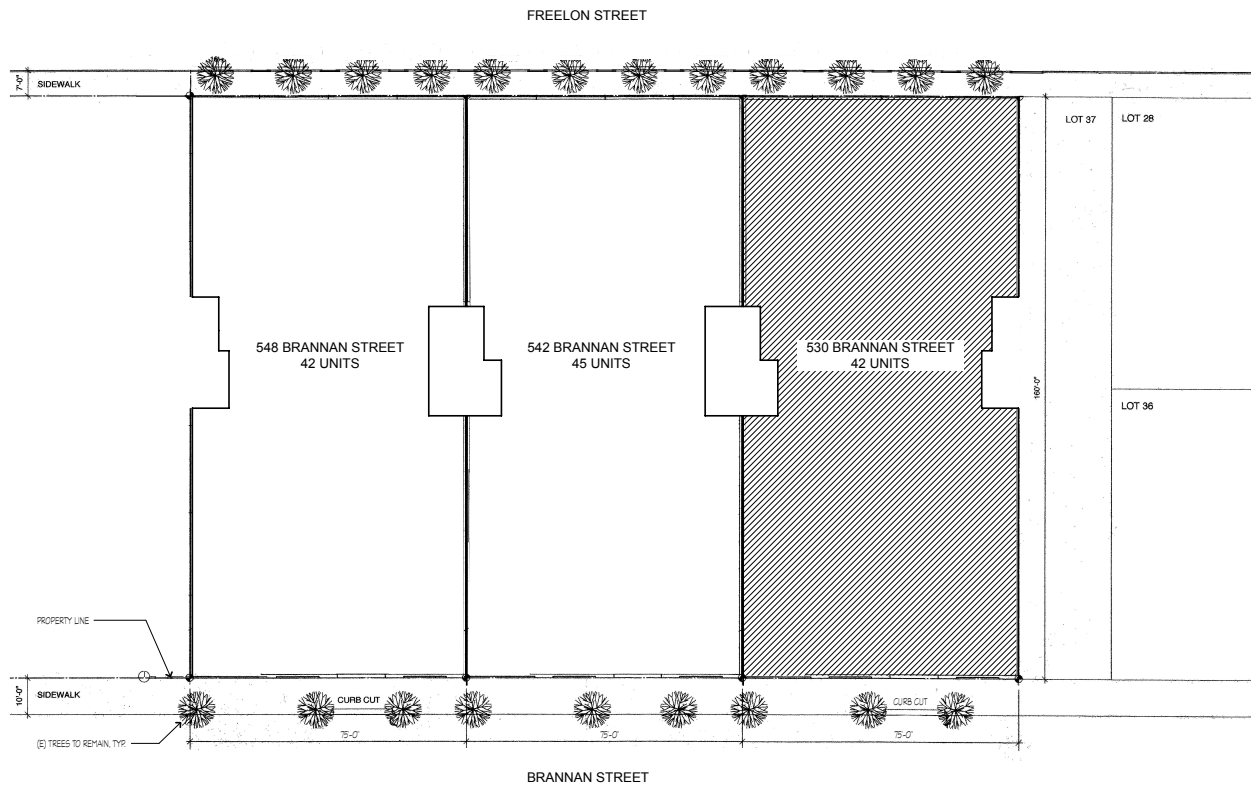 FREELON STREET
7'-0"
SIDEWALK
LOT 37
LOT 28
548 BRANNAN STREET
42 UNITS
542 BRANNAN STREET
45 UNITS
530 BRANNAN STREET
42 UNITS
160'-0"
LOT 36
PROPERTY LINE
10'-0"
SIDEWALK
CURB CUT
CURB CUT
(E) TREES TO REMAIN, TYP.
75'-0"
75'-0"
75'-0"
BRANNAN STREET